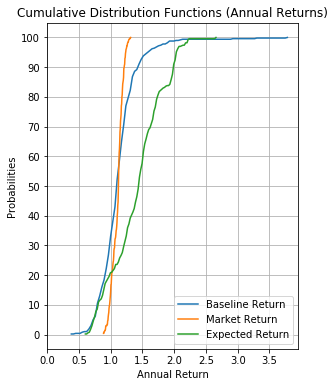 Cumulative Distribution Functions (Annual Returns)
100
90
80
70
60
50
40
30
20
10
0
Probabilities
0.0 0.5 1.0 1.5 2.0 2.5 3.0 3.5
Annual Return
Baseline Return
Market Return
Expected Return